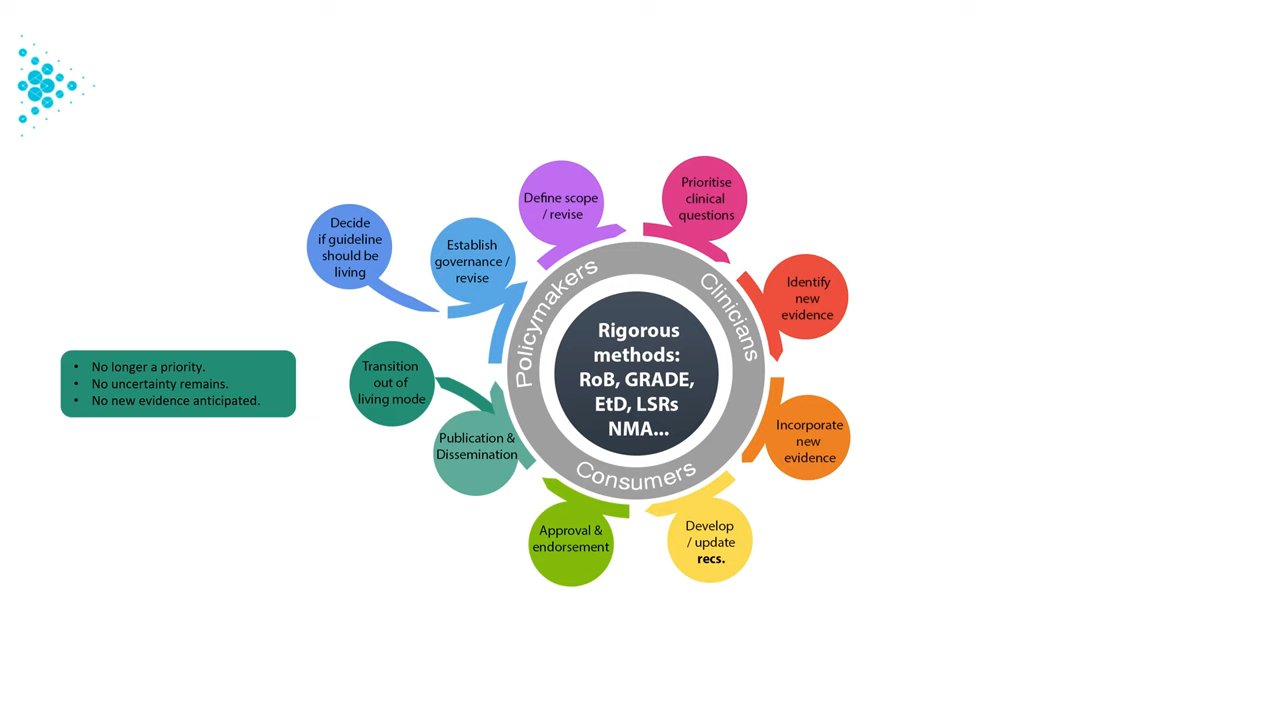 Decide
if guideline
should be
living
Establish
governance /
revise
Define scope
/ revise
Prioritise
clinical
questions
Identify
new
evidence
Incorporate
new
evidence
Develop
/ update
recs.
Approval &
endorsement
Publication &
Dissemination
Transition
out of
living mode
• No longer a priority.
• No uncertainty remains.
• No new evidence anticipated.
Policymakers
Clinicians
Consumers
Rigorous
methods:
RoB, GRADE,
EtD, LSRs
NMA...